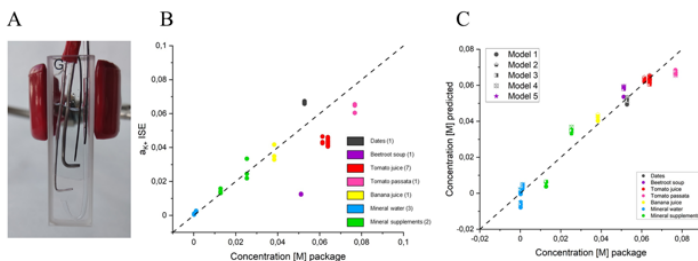 A
B
C
G
0,1
0,08
0,06
0,04
0,02
0
a K+ ISE
0 0,02 0,04 0,06 0,08 0,1
Concentration [M] package
Dates (1)
Beetroot soup (1)
Tomato juice (7)
Tomato passata (1)
Banana juice (1)
Mineral water (3)
Mineral supplements (2)
0,08
0,06
0,04
0,02
0
-0,02
Concentration [M] predicted
-0,02 0 0,02 0,04 0,06 0,08
Concentration [M] package
Model 1
Model 2
Model 3
Model 4
Model 5
Dates
Beetroot soup
Tomato juice
Tomato passata
Banana juice
Mineral water
Mineral supplements